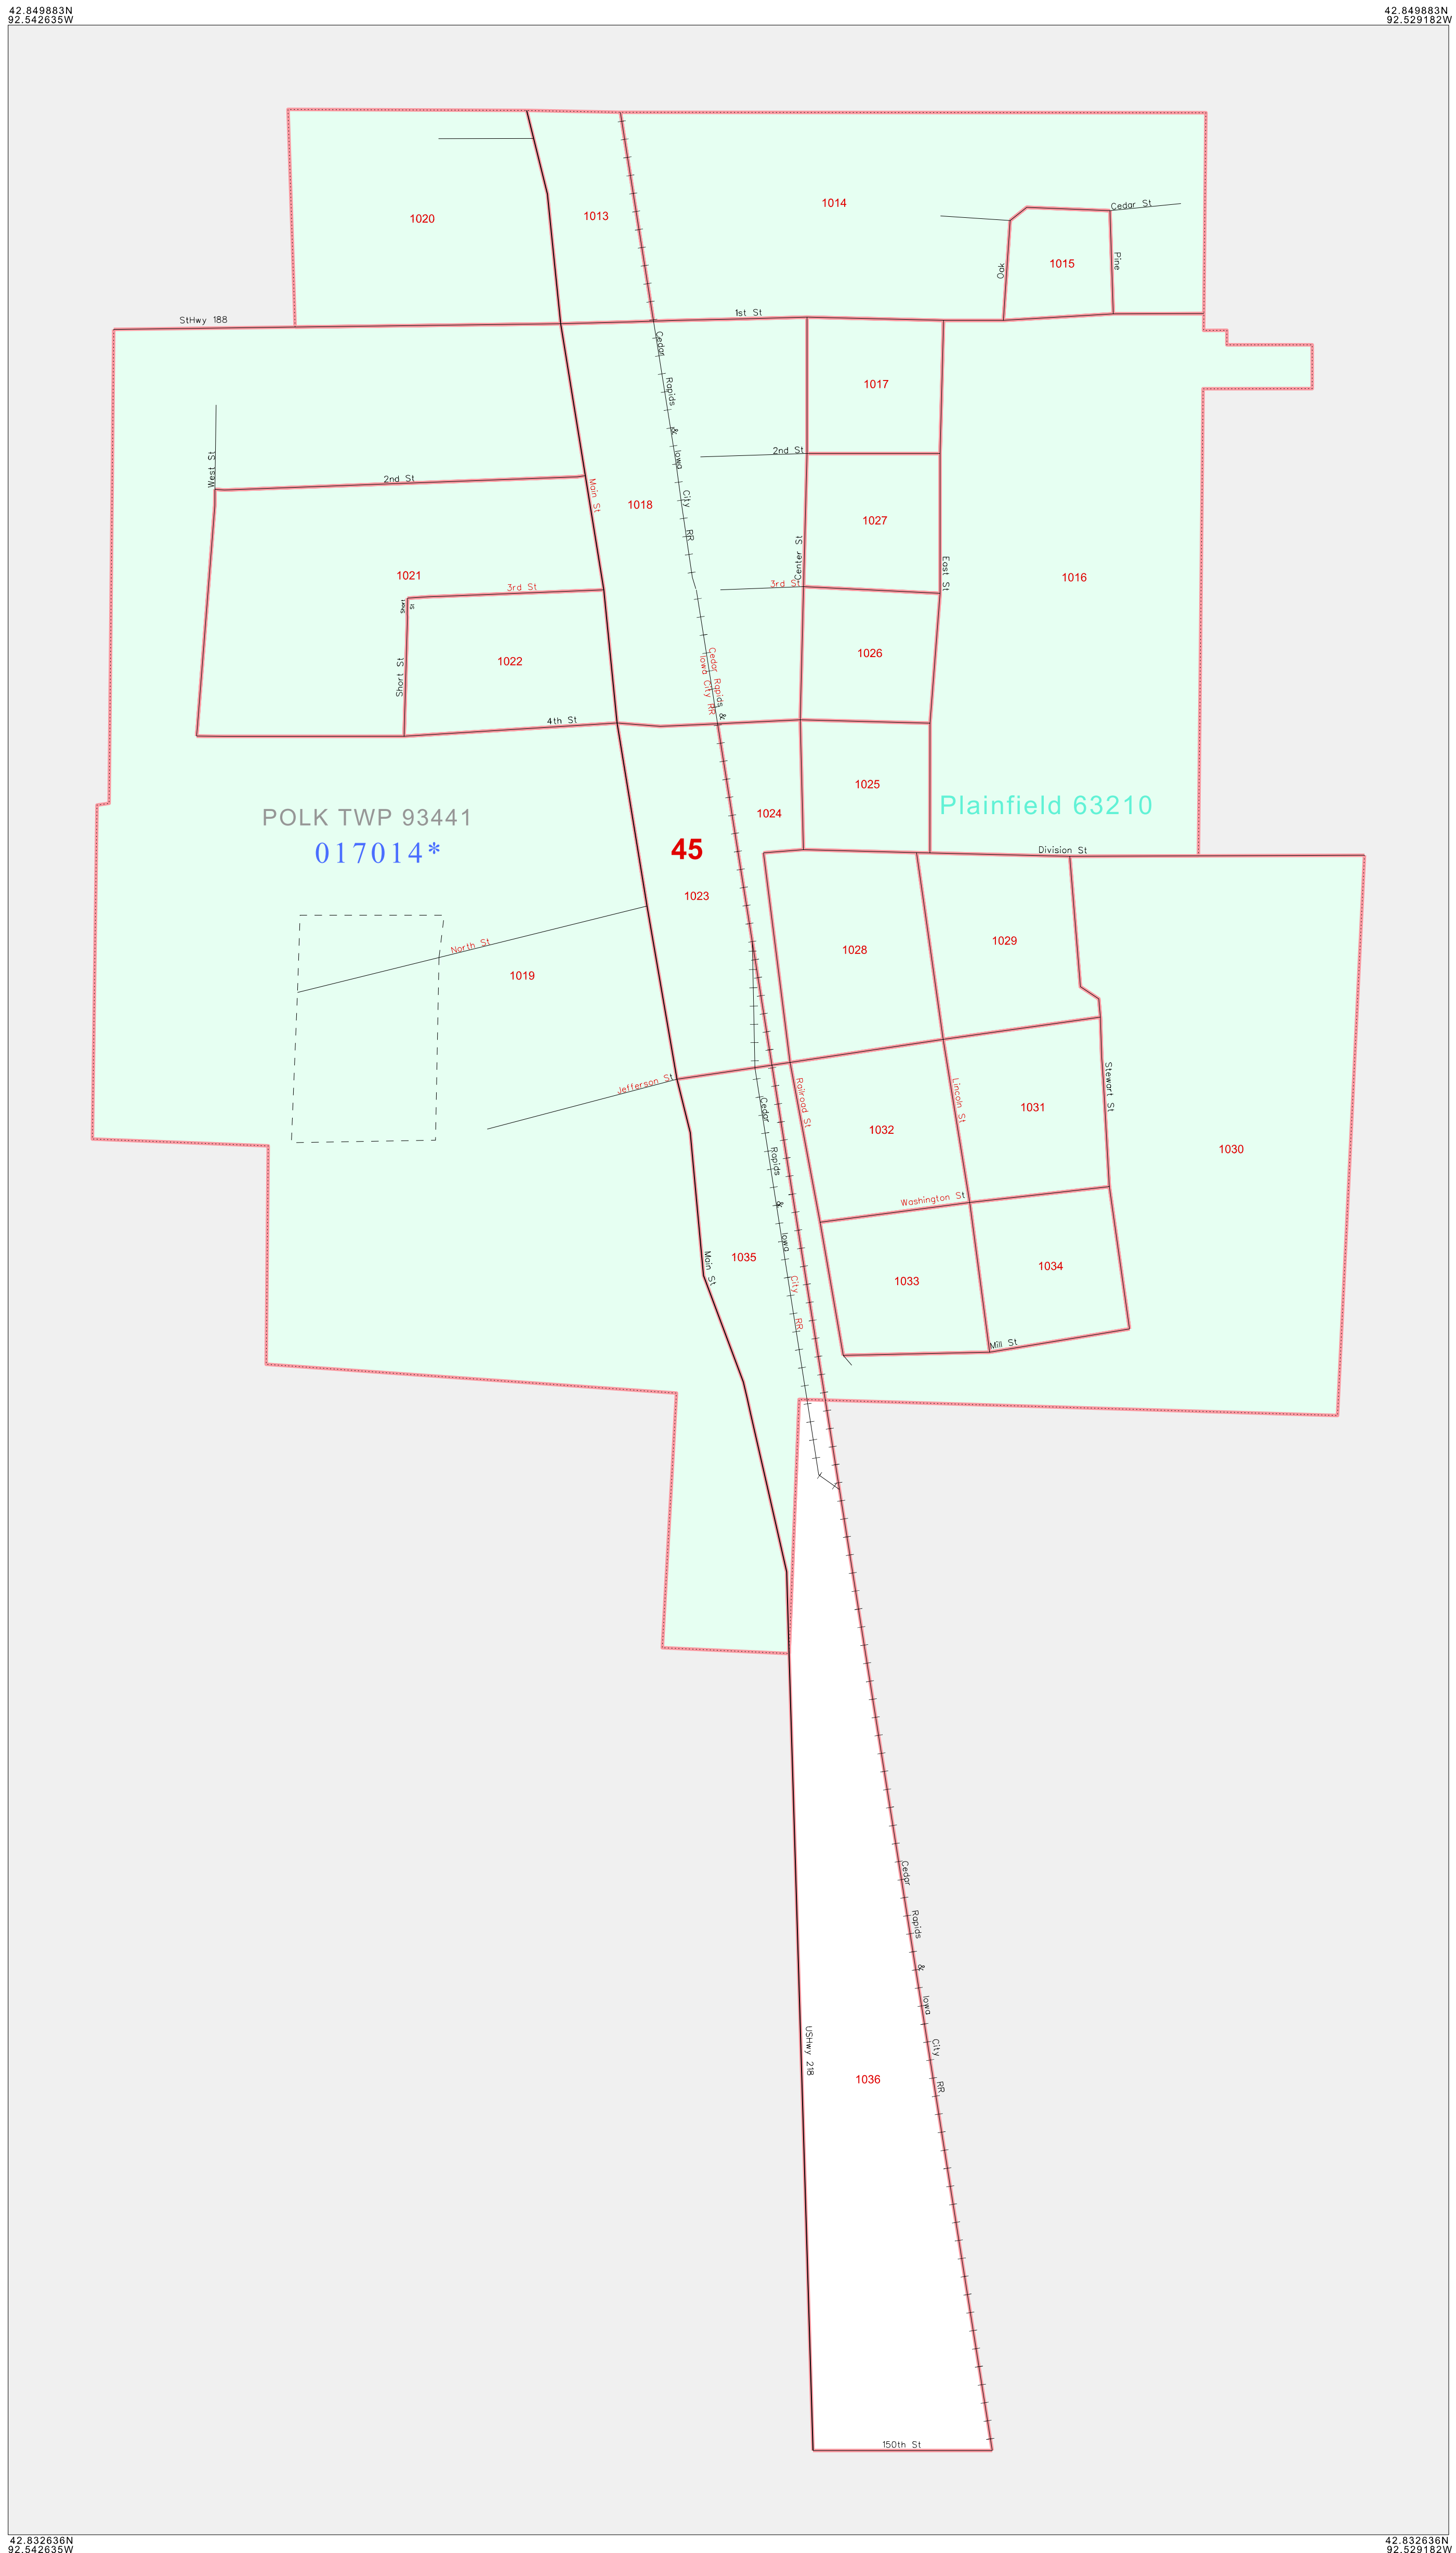 42.849883N
92.542635W
42.849883N
92.529182W
1020
1013
1014
Cedar St
Oak
1015
Pine
StHwy 188
1st St
Cedar Rapids & Iowa City RR
1017
West St
2nd St
Main St
1018
2nd St
1027
Center St
East St
1016
1021
3rd St
3rd St
Short St
Short St
1022
Cedar Rapids &
Iowa City RR
1026
4th St
1025
1024
POLK TWP 93441
017014*
Plainfield 63210
45
Division St
1023
North St
1019
1028
1029
Jefferson St
Railroad St
Lincoln St
Stewart St
1031
1032
1030
Cedar Rapids & Iowa City RR
Washington St
Main St
1035
1033
1034
Mill St
Cedar Rapids & Iowa City RR
USHwy 218
1036
150th St
42.832636N
92.542635W
42.832636N
92.529182W